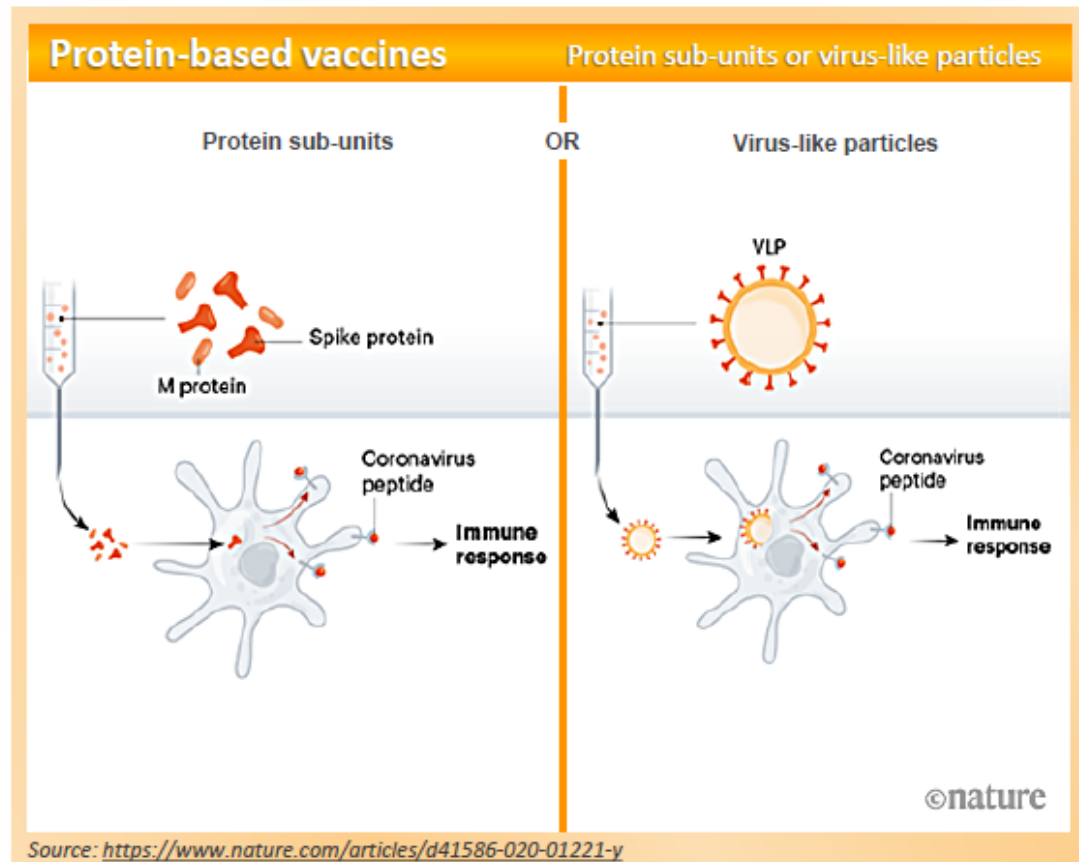 Protein-based vaccines
Protein sub-units or virus-like particles
Protein sub-units
OR
Virus-like particles
Spike protein
M protein
Coronavirus
peptide
Immune
response
VLP
Coronavirus
peptide
Immune
response
©nature
Source: https://www.nature.com/articles/d41586-020-01221-y